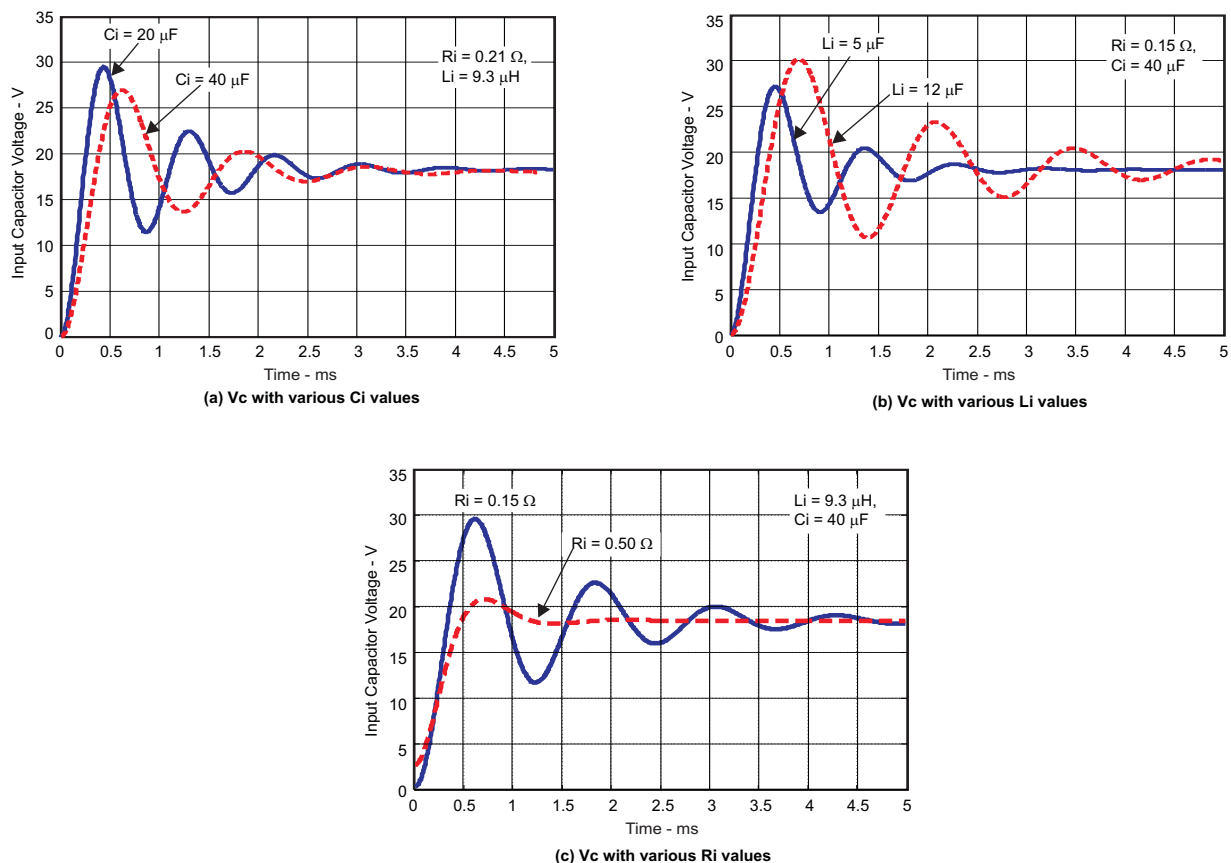 35
30
25
20
15
10
5
0
Input Capacitor Voltage - V
Ci = 20 μF
Ci = 40 μF
Ri = 0.21 Ω,
Li = 9.3 μH
0 0.5 1 1.5 2 2.5 3 3.5 4 4.5 5
Time - ms
(a) Vc with various Ci values
35
30
25
20
15
10
5
0
Input Capacitor Voltage - V
Li = 5 μF
Li = 12 μF
Ri = 0.15 Ω,
Ci = 40 μF
0 0.5 1 1.5 2 2.5 3 3.5 4 4.5 5
Time - ms
(b) Vc with various Li values
35
30
25
20
15
10
5
0
Input Capacitor Voltage - V
Ri = 0.15 Ω
Ri = 0.50 Ω
Li = 9.3 μH,
Ci = 40 μF
0 0.5 1 1.5 2 2.5 3 3.5 4 4.5 5
Time - ms
(c) Vc with various Ri values